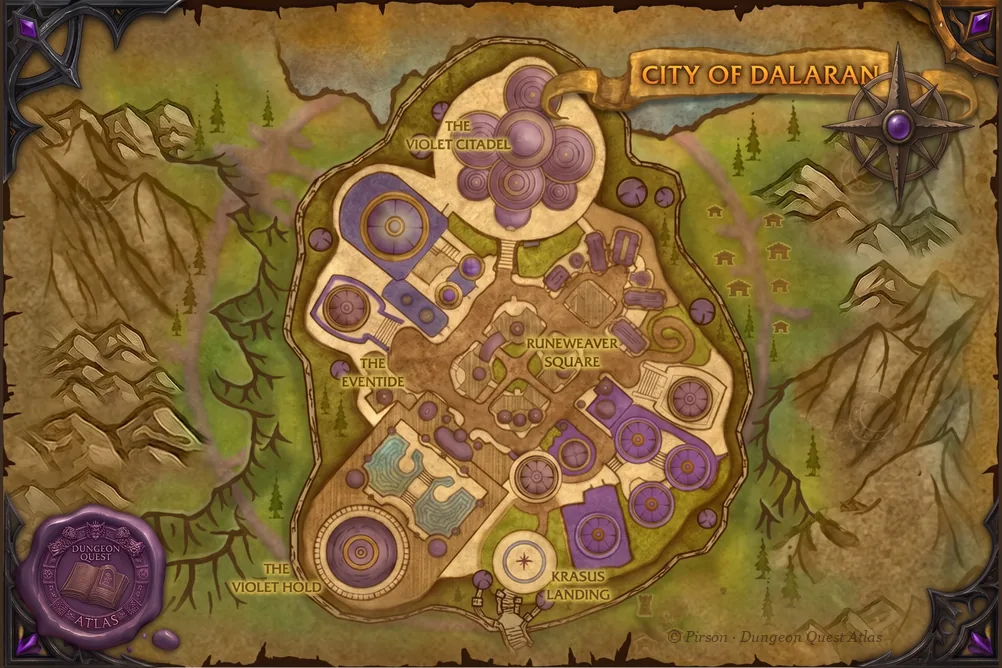 CITY OF DALARAN
THE
VIOLET CITADEL
RUNEWEAVER
SQUARE
THE
EVENTIDE
THE
VIOLET HOLD
KRASUS
LANDING
DUNGEON
QUEST
ATLAS
© Pirson · Dungeon Quest Atlas